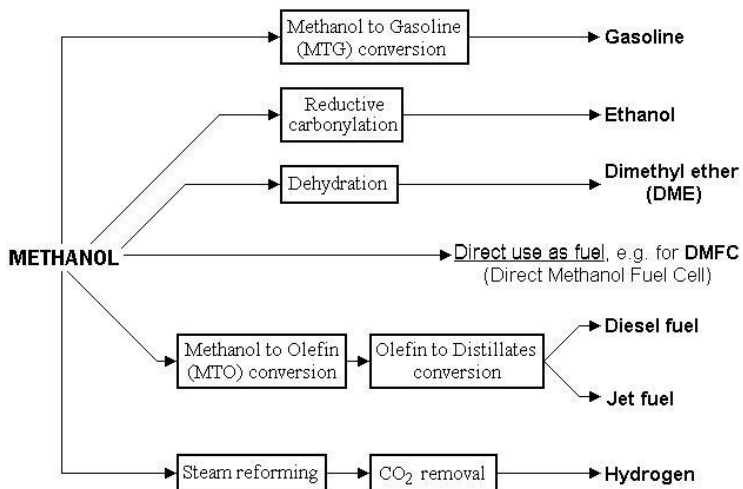 Methanol to Gasoline
(MTG) conversion
Gasoline
Reductive
carbonylation
Ethanol
Dehydration
Dimethyl ether
(DME)
METHANOL
Direct use as fuel, e.g. for DMFC
(Direct Methanol Fuel Cell)
Methanol to Olefin
(MTO) conversion
Olefin to Distillates
conversion
Diesel fuel
Jet fuel
Steam reforming
CO₂ removal
Hydrogen